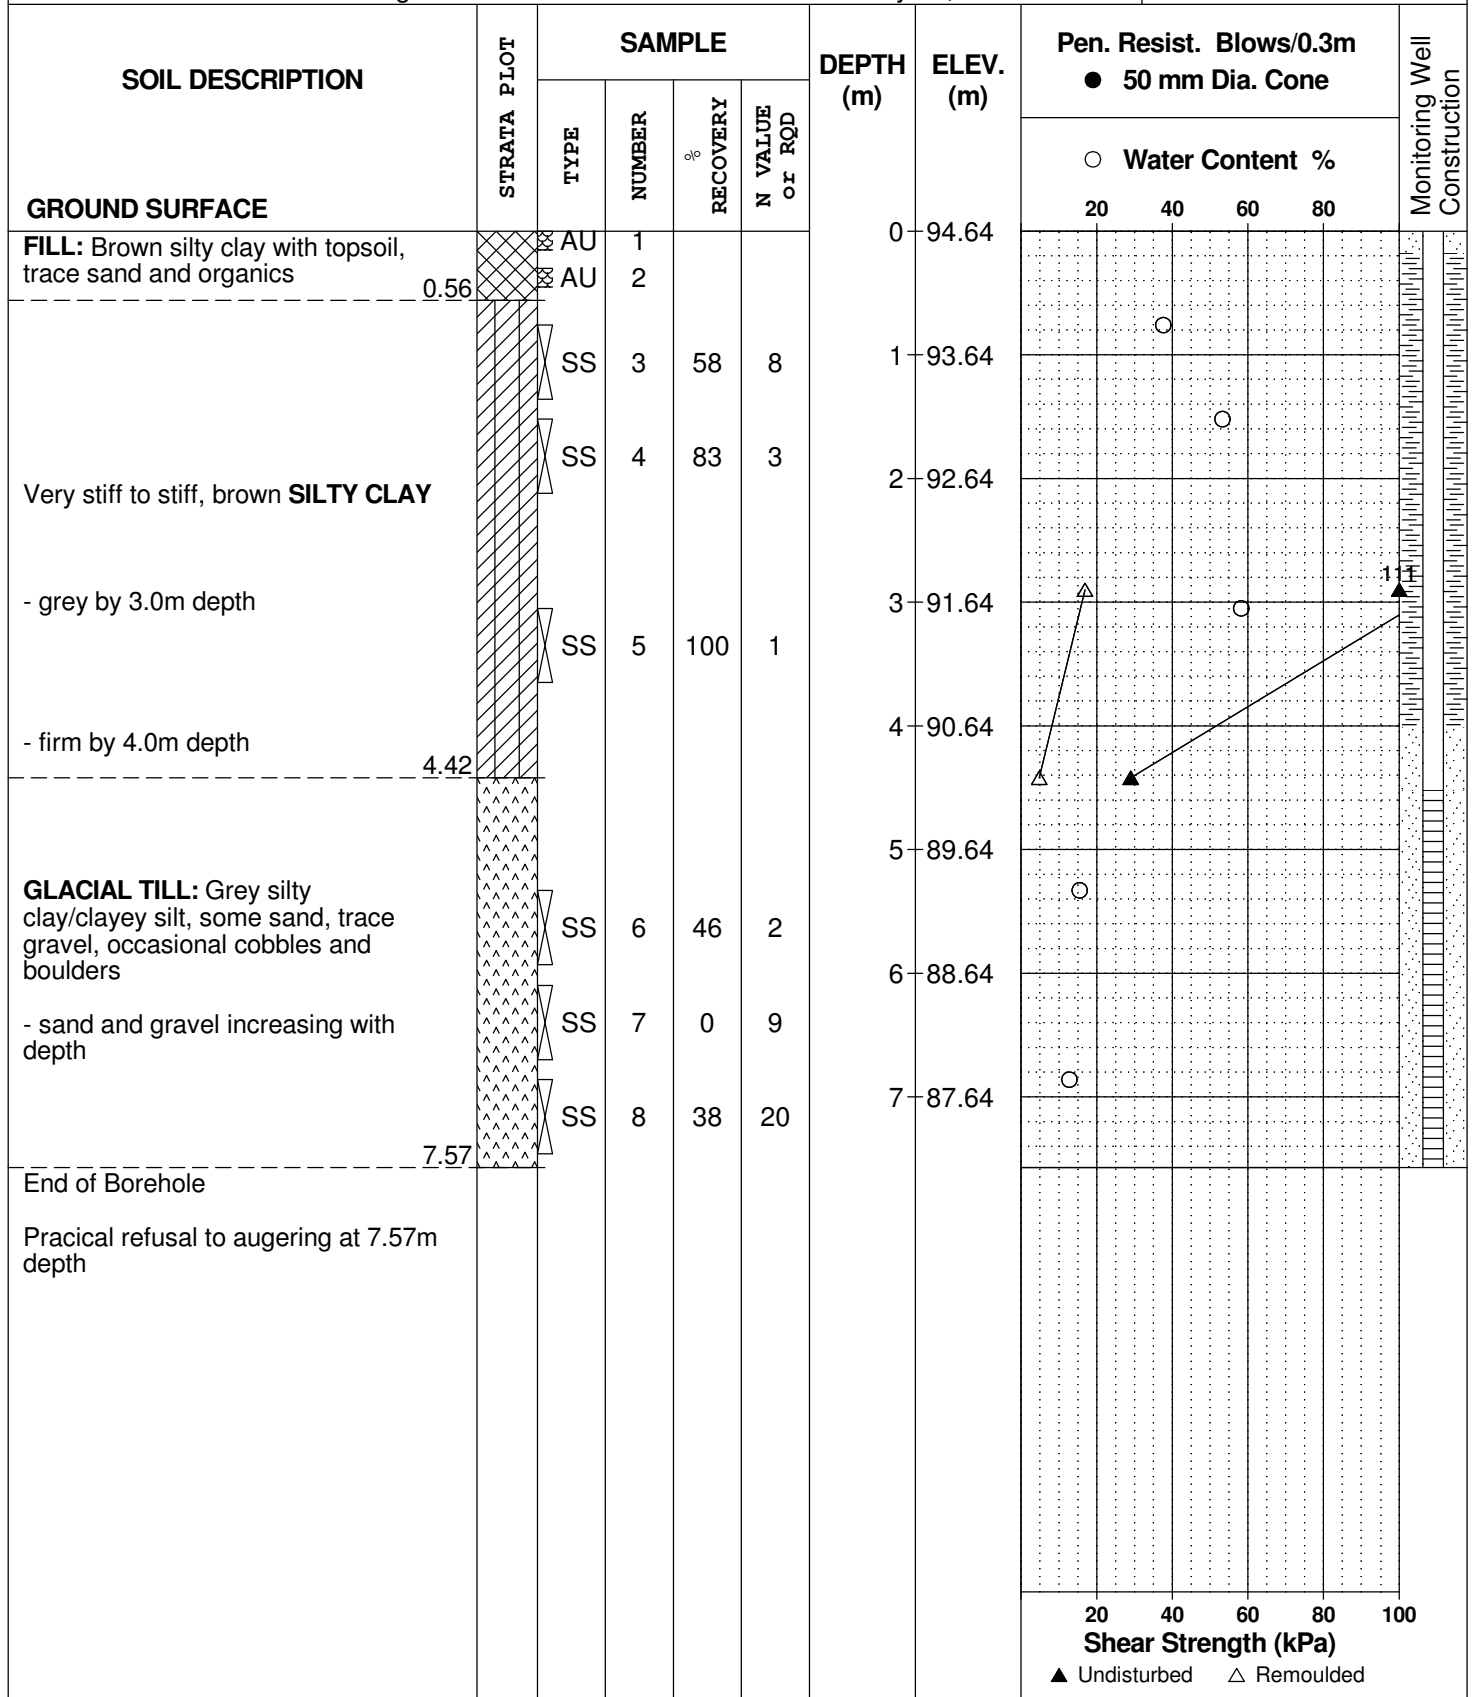 SOIL DESCRIPTION
GROUND SURFACE
STRATA PLOT
SAMPLE
TYPE
NUMBER
% RECOVERY
N VALUE or RQD
DEPTH (m)
ELEV. (m)
Pen. Resist. Blows/0.3m
● 50 mm Dia. Cone
○ Water Content %
20 40 60 80
Monitoring Well
Construction
FILL: Brown silty clay with topsoil,
trace sand and organics
0.56
AU 1
AU 2
0 94.64
SS 3 58 8
1 93.64
SS 4 83 3
2 92.64
Very stiff to stiff, brown SILTY CLAY
- grey by 3.0m depth
111
3 91.64
SS 5 100 1
- firm by 4.0m depth
4 90.64
4.42
5 89.64
GLACIAL TILL: Grey silty
clay/clayey silt, some sand, trace
gravel, occasional cobbles and
boulders
SS 6 46 2
6 88.64
- sand and gravel increasing with
depth
SS 7 0 9
7 87.64
SS 8 38 20
7.57
End of Borehole
Pracical refusal to augering at 7.57m
depth
20 40 60 80 100
Shear Strength (kPa)
▲ Undisturbed △ Remoulded